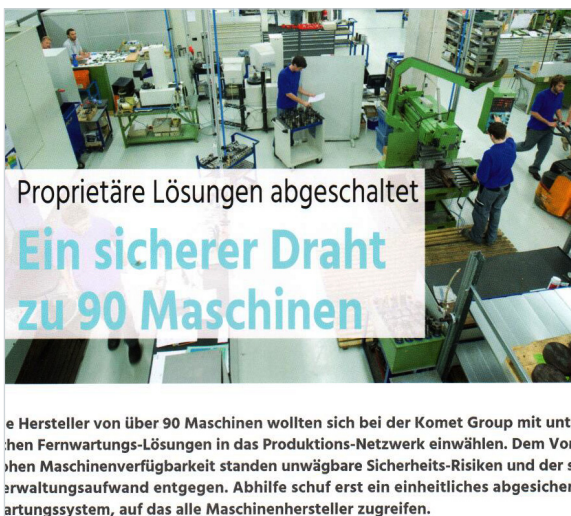 Proprietäre Lösungen abgeschaltet
Ein sicherer Draht
zu 90 Maschinen
e Hersteller von über 90 Maschinen wollten sich bei der Komet Group mit unt
chen Fernwartungs-Lösungen in das Produktions-Netzwerk einwählen. Dem Vor
ohen Maschinenverfügbarkeit standen unwägbare Sicherheits-Risiken und der s
erwaltungsaufwand entgegen. Abhilfe schuf erst ein einheitliches abgesicher
artungssystem, auf das alle Maschinenhersteller zugreifen.